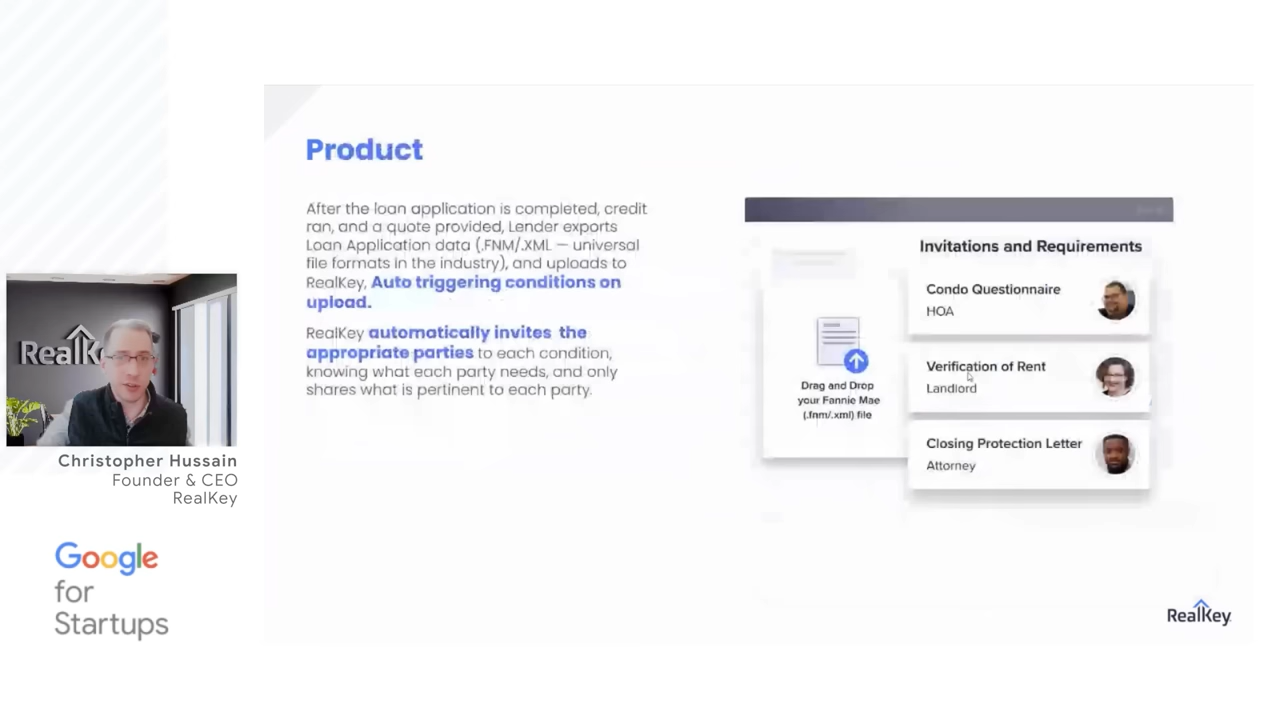 Product
After the loan application is completed, credit
ran, and a quote provided, Lender exports
Loan Application data (.FNM/.XML — universal
file formats in the industry), and uploads to
RealKey, Auto triggering conditions on
upload.
RealKey automatically invites the
appropriate parties to each condition,
knowing what each party needs, and only
shares what is pertinent to each party.
Invitations and Requirements
Condo Questionnaire
HOA
Verification of Rent
Landlord
Closing Protection Letter
Attorney
Drag and Drop
your Fannie Mae
(.fnm/.xml) file
RealKey
Christopher Hussain
Founder & CEO
RealKey
Google
for
Startups